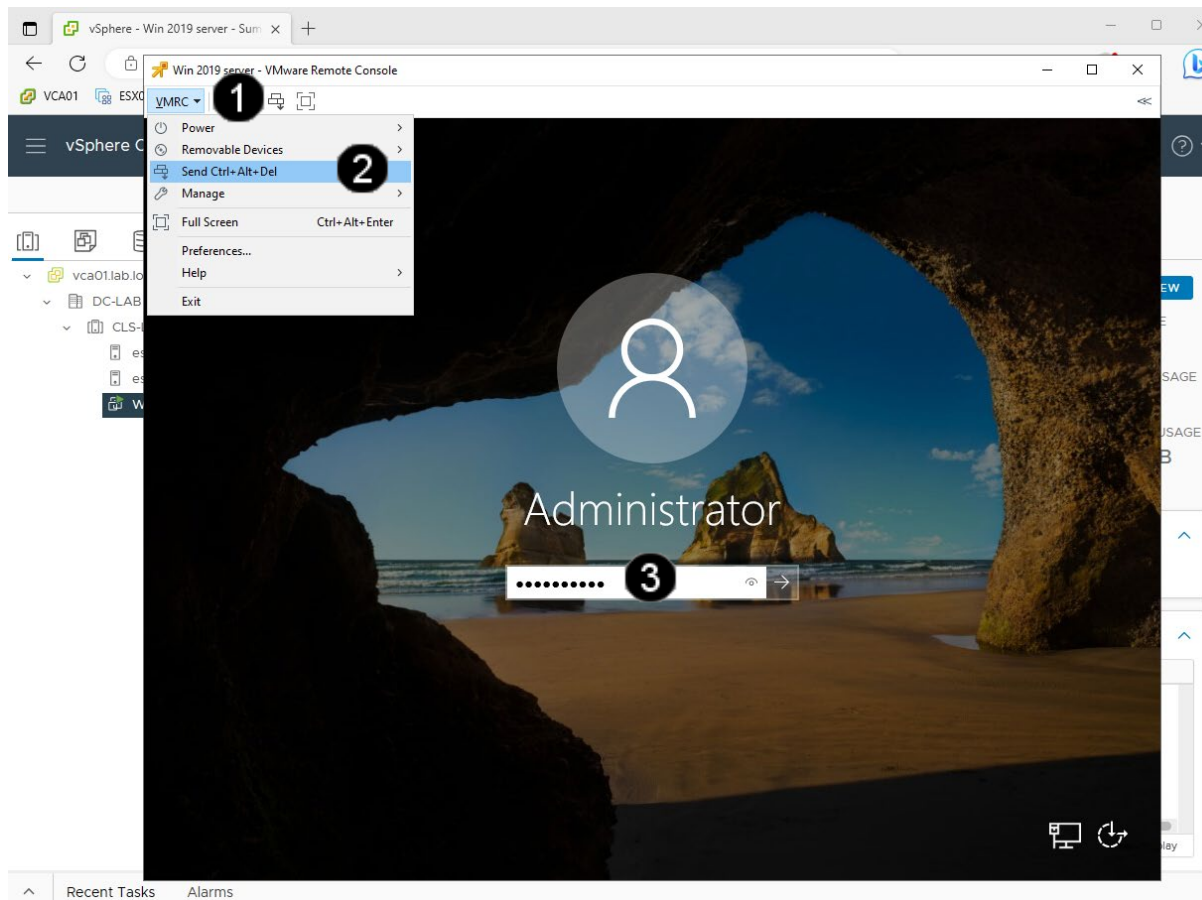 vSphere - Win 2019 server - Sum
VCA01 ESXC
Win 2019 server - VMware Remote Console
VMRC
1
vSphere C
Power
Removable Devices
Send Ctrl+Alt+Del
2
Manage
Full Screen Ctrl+Alt+Enter
Preferences...
Help
Exit
vca01.lab.lo
DC-LAB
CLS-
es
es
W
EW
E
SAGE
USAGE
B
Administrator
3
lay
Recent Tasks Alarms